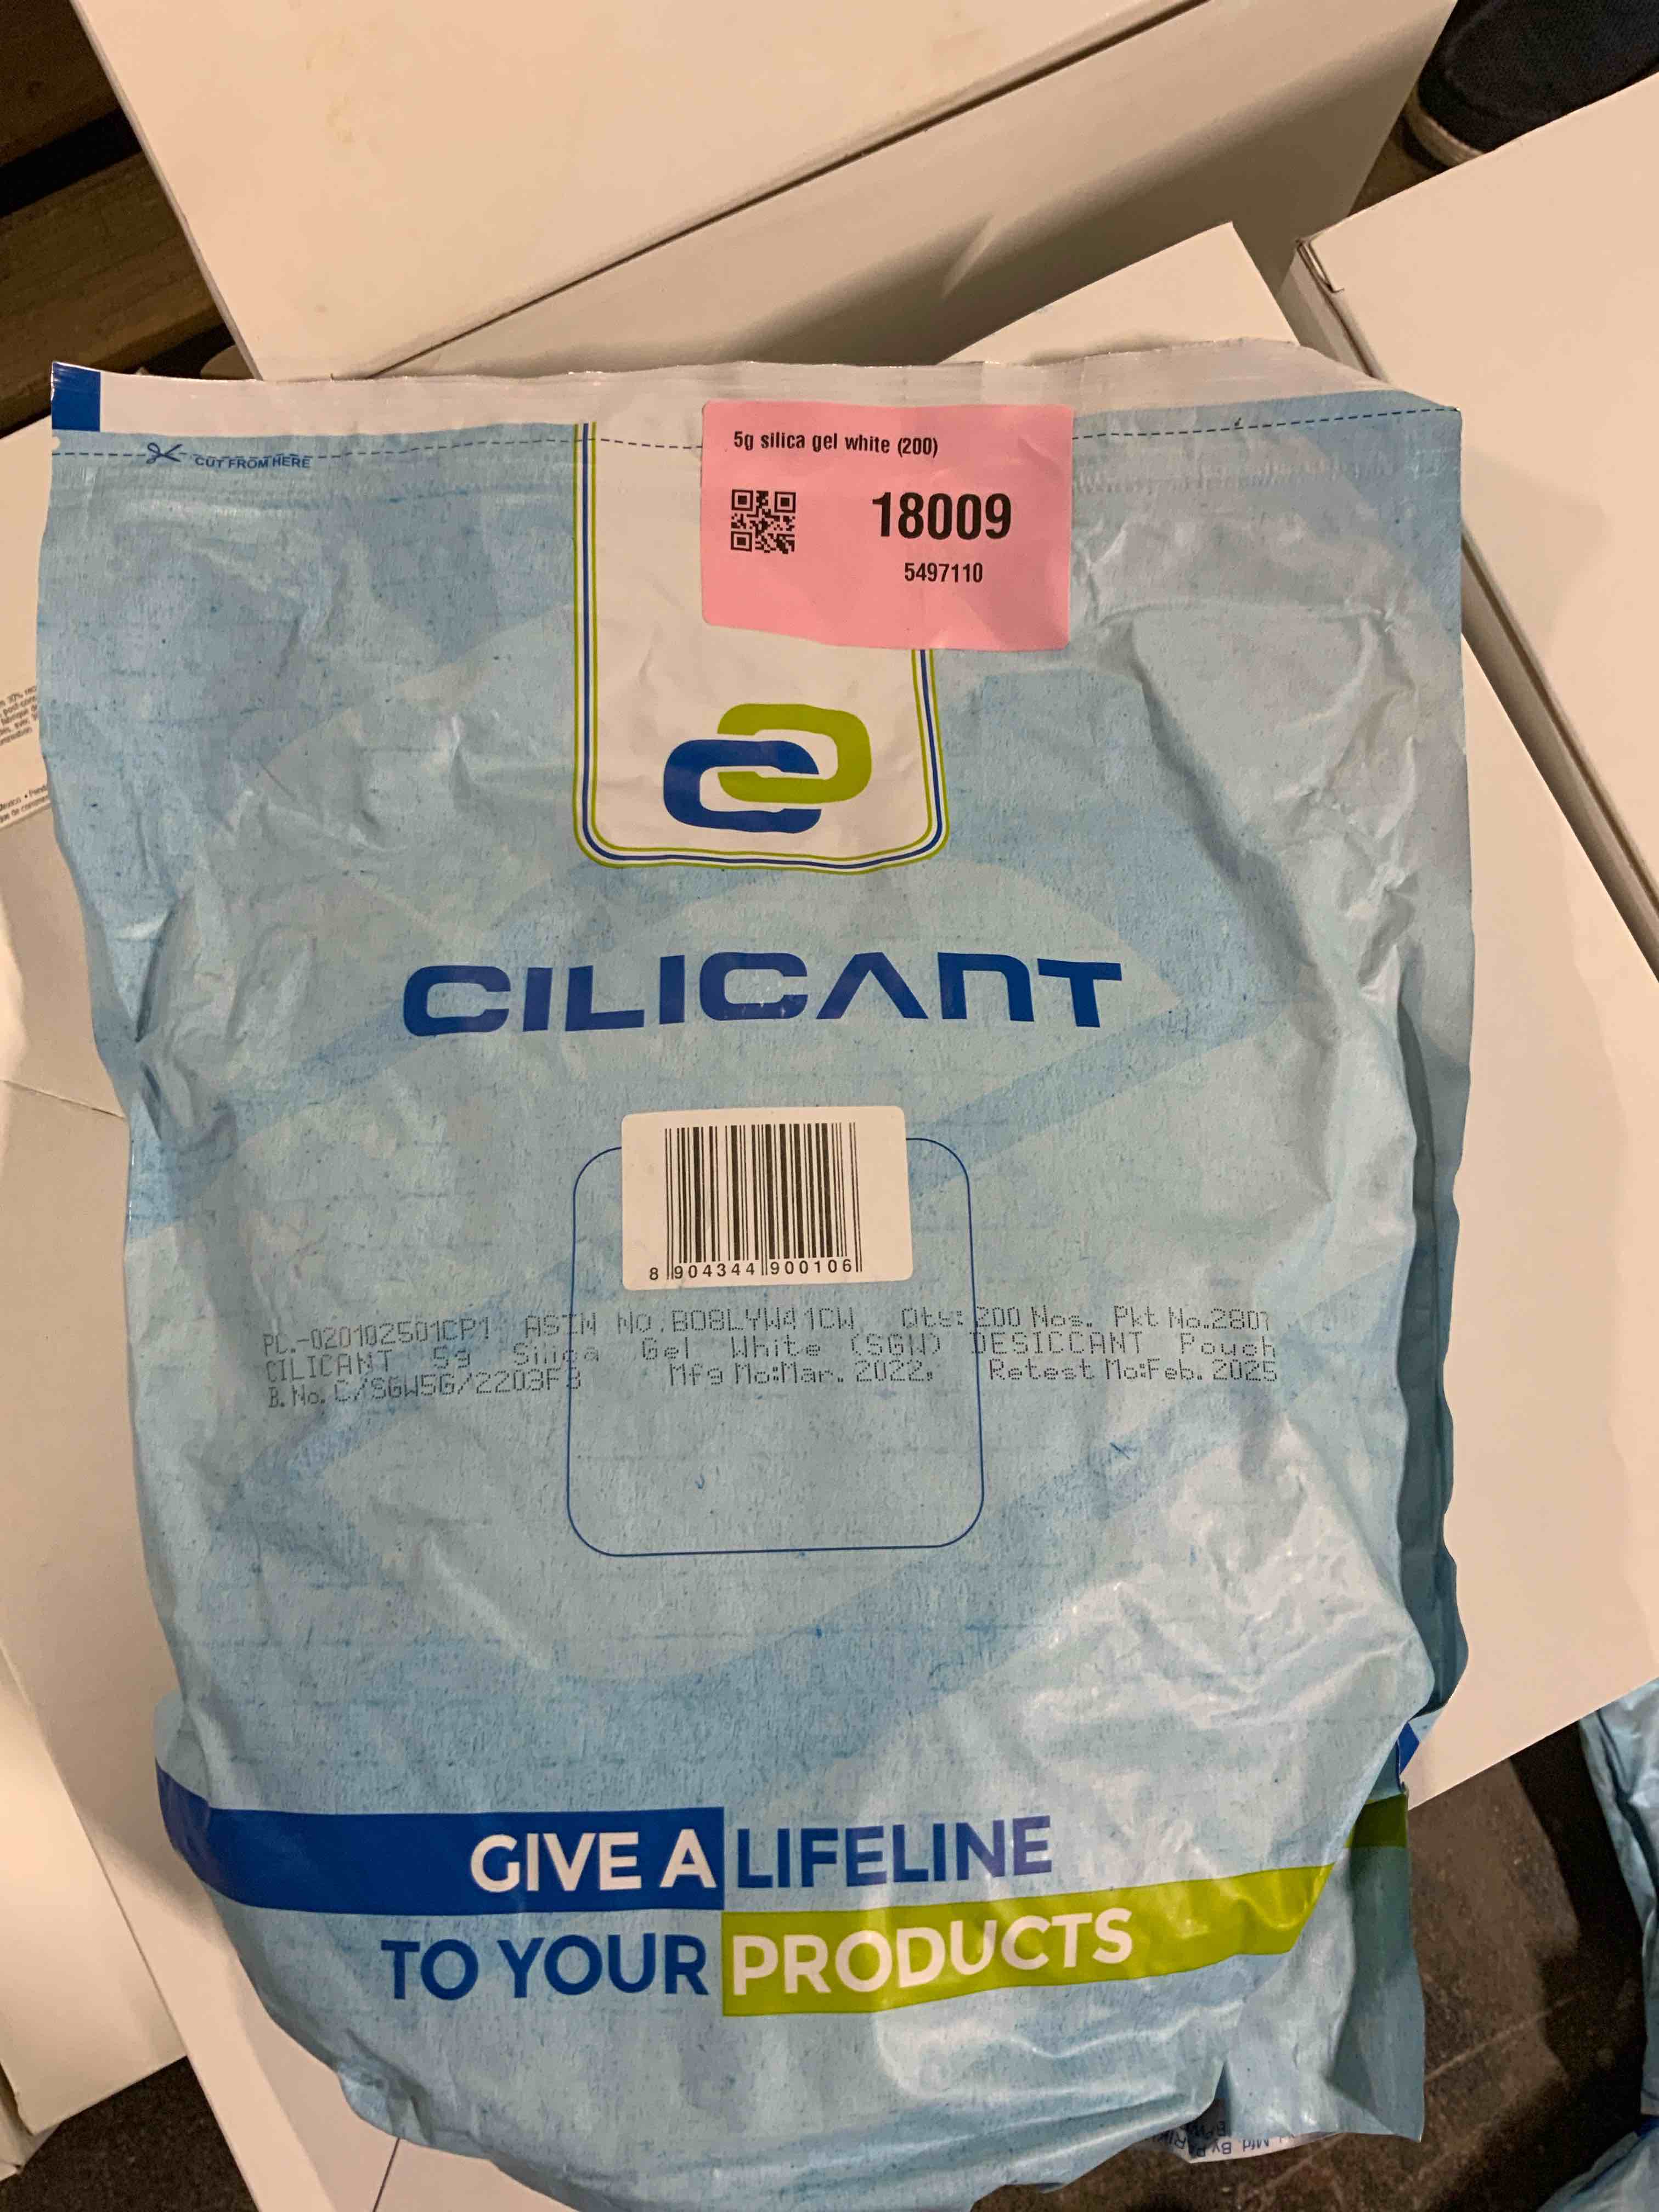 CUT FROM HERE
5g silica gel white (200)
18009
5497110
CILICANT
8 904344 900106
PC.-020102501CP1 ASIN NO.B08LYW41CW, Qty: 200 Nos. Pkt No.2807
CILICANT 5g Silica Gel White (SGW) DESICCANT Pouch
B.No.C/SGW5G/2203F3 Mfg Mo:Mar. 2022, Retest Mo:Feb. 2025
GIVE A LIFELINE
TO YOUR PRODUCTS